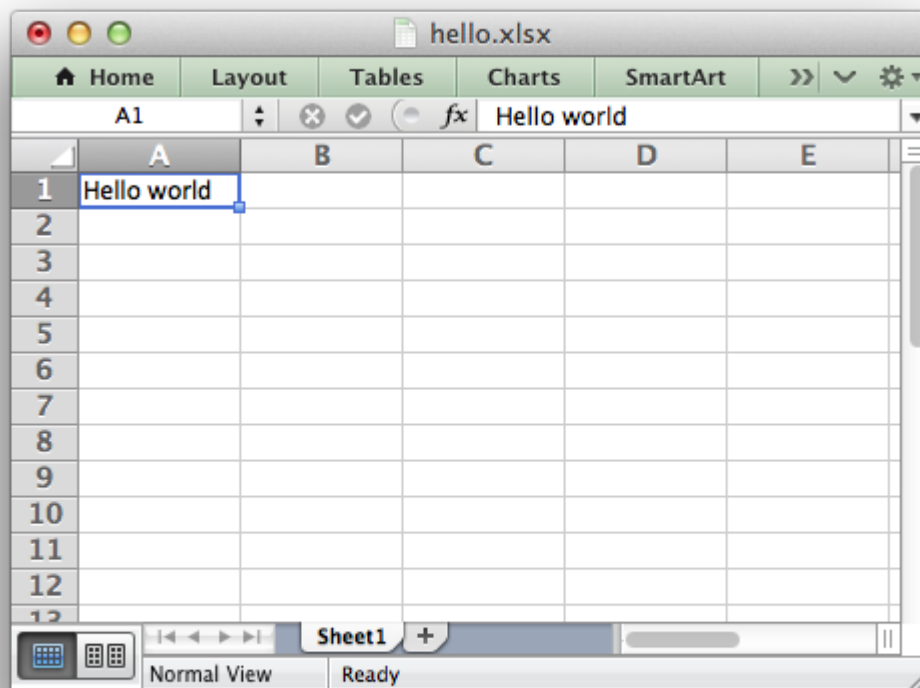 hello.xlsx
Home Layout Tables Charts SmartArt
A1 fx Hello world
A B C D E
1 Hello world
2
3
4
5
6
7
8
9
10
11
12
13
Sheet1 +
Normal View Ready